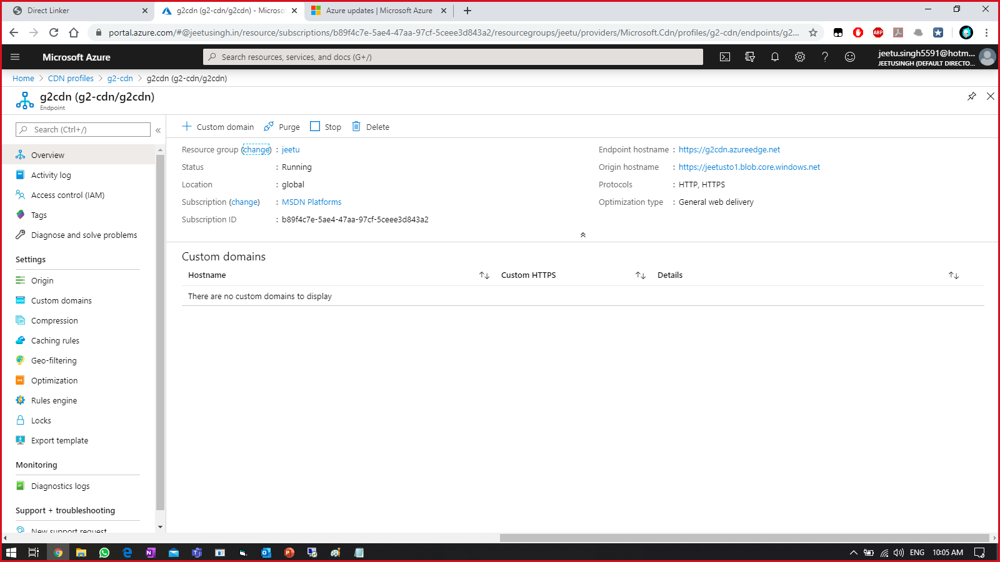 Direct Linker
g2cdn (g2-cdn/g2cdn) - Microso
Azure updates | Microsoft Azure
portal.azure.com/#@jeetusingh.in/resource/subscriptions/b89f4c7e-5ae4-47aa-97cf-5ceee3d843a2/resourcegroups/jeetu/providers/Microsoft.Cdn/profiles/g2-cdn/endpoints/g2...
ABP
Microsoft Azure
Search resources, services, and docs (G+/)
jeetu.singh5591@hotm...
JEETUSINGH (DEFAULT DIRECTO...
Home > CDN profiles > g2-cdn > g2cdn (g2-cdn/g2cdn)
g2cdn (g2-cdn/g2cdn)
Endpoint
Search (Ctrl+/)
Overview
Activity log
Access control (IAM)
Tags
Diagnose and solve problems
Settings
Origin
Custom domains
Compression
Caching rules
Geo-filtering
Optimization
Rules engine
Locks
Export template
Monitoring
Diagnostics logs
Support + troubleshooting
New support request
Custom domain Purge Stop Delete
Resource group (change) : jeetu
Status : Running
Location : global
Subscription (change) : MSDN Platforms
Subscription ID : b89f4c7e-5ae4-47aa-97cf-5ceee3d843a2
Endpoint hostname : https://g2cdn.azureedge.net
Origin hostname : https://jeetusto1.blob.core.windows.net
Protocols : HTTP, HTTPS
Optimization type : General web delivery
Custom domains
Hostname Custom HTTPS Details
There are no custom domains to display
ENG 10:05 AM